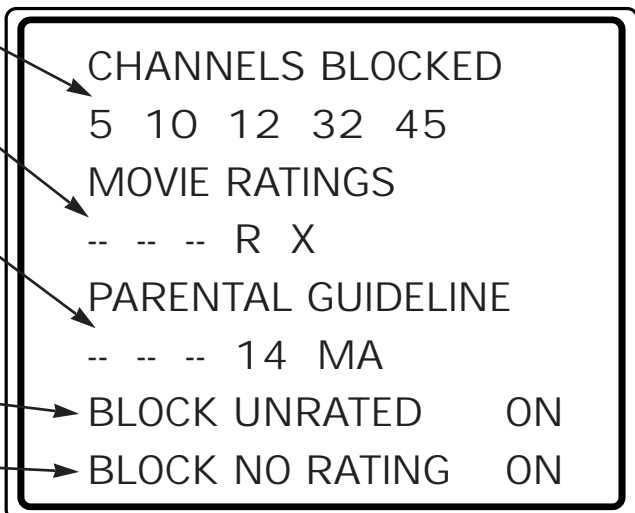 CHANNELS BLOCKED
5 10 12 32 45
MOVIE RATINGS
-- -- -- R X
PARENTAL GUIDELINE
-- -- -- 14 MA
BLOCK UNRATED ON
BLOCK NO RATING ON